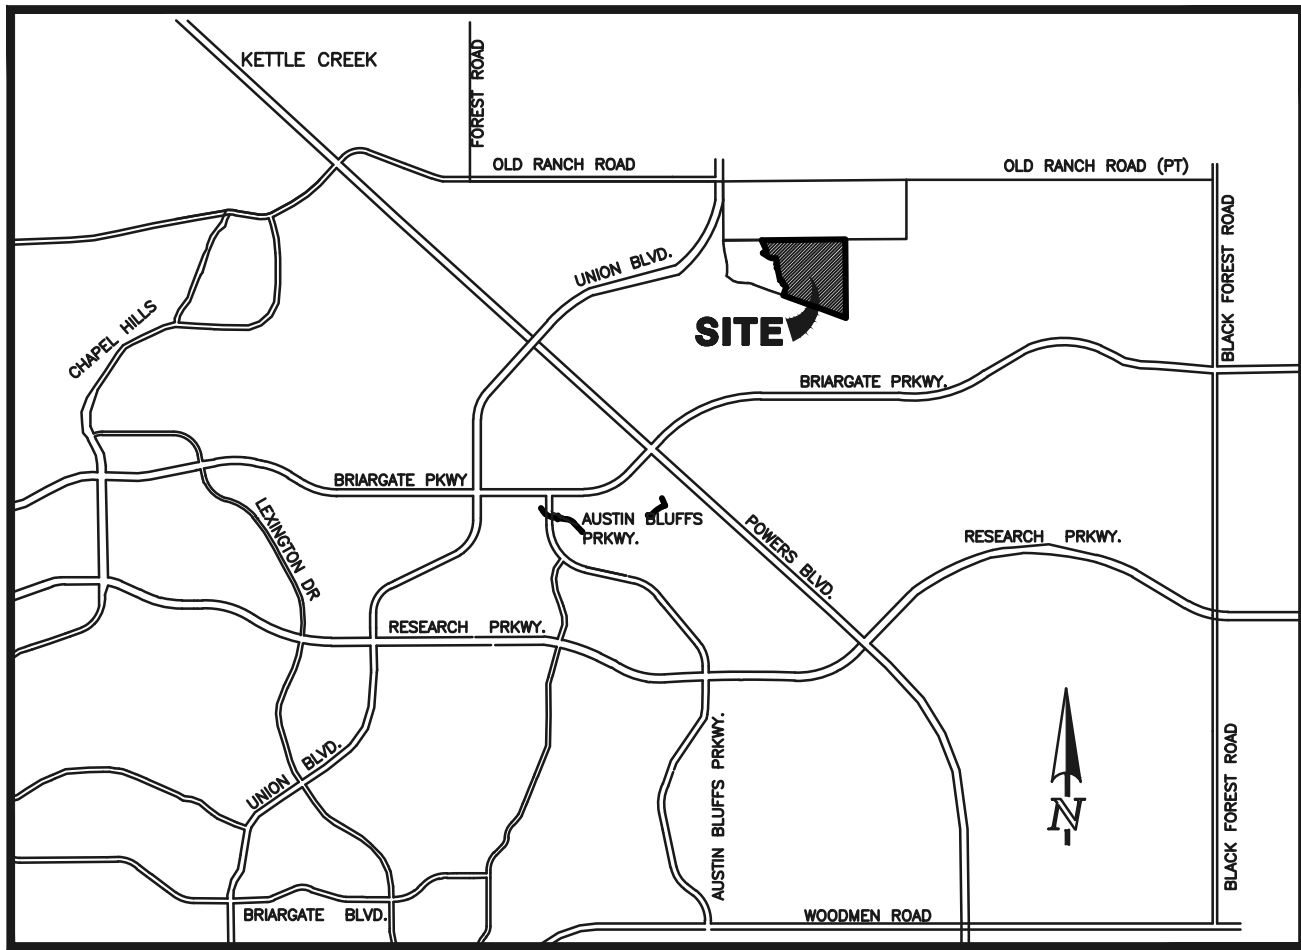 KETTLE CREEK
FOREST ROAD
OLD RANCH ROAD
OLD RANCH ROAD (PT)
BLACK FOREST ROAD
UNION BLVD.
CHAPEL HILLS
SITE
BRIARGATE PRKWY.
BRIARGATE PKWY
LEXINGTON DR
AUSTIN BLUFFS
PRKWY.
POWERS BLVD.
RESEARCH PRKWY.
RESEARCH PRKWY.
UNION BLVD.
AUSTIN BLUFFS PRKWY.
BLACK FOREST ROAD
N
BRIARGATE BLVD.
WOODMEN ROAD